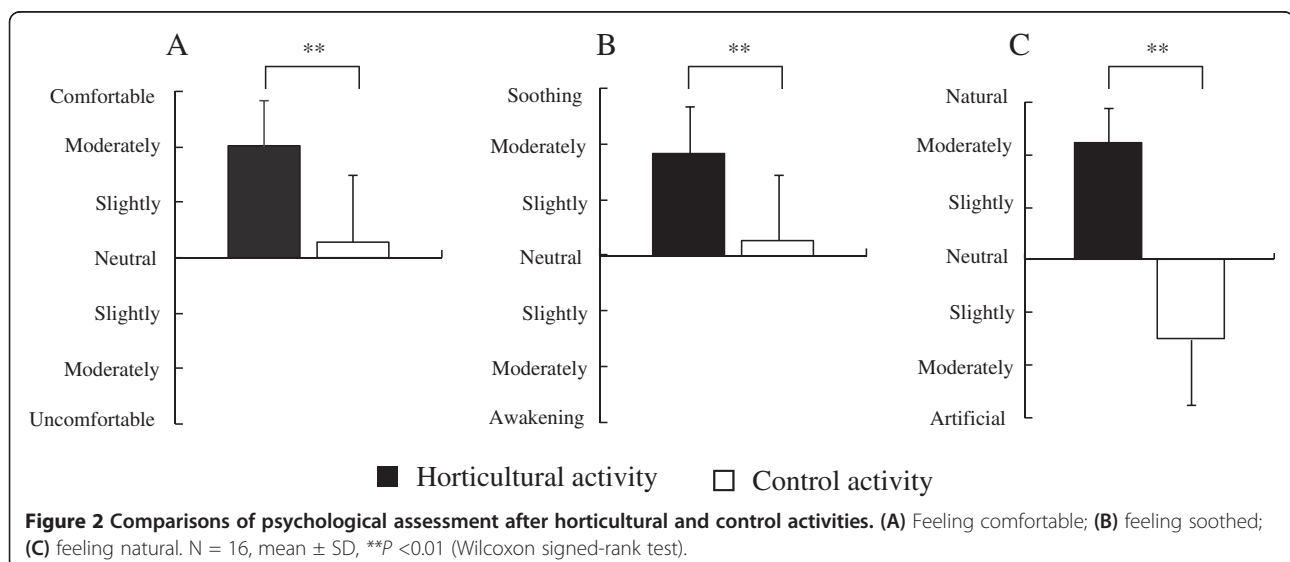 A
**
Comfortable
Moderately
Slightly
Neutral
Slightly
Moderately
Uncomfortable
B
**
Soothing
Moderately
Slightly
Neutral
Slightly
Moderately
Awakening
C
**
Natural
Moderately
Slightly
Neutral
Slightly
Moderately
Artificial
Horticultural activity
Control activity
Figure 2 Comparisons of psychological assessment after horticultural and control activities. (A) Feeling comfortable; (B) feeling soothed;
(C) feeling natural. N = 16, mean ± SD, **P <0.01 (Wilcoxon signed-rank test).